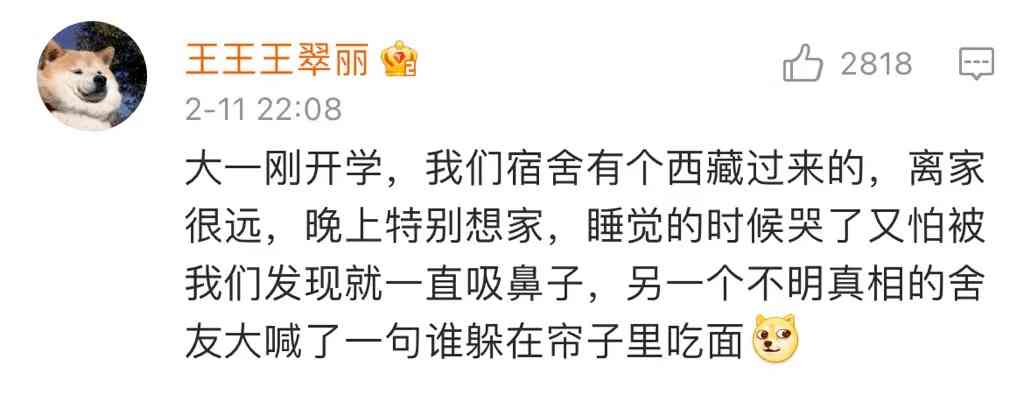 王王王翠丽
2818
2-11 22:08
大一刚开学，我们宿舍有个西藏过来的，离家
很远，晚上特别想家，睡觉的时候哭了又怕被
我们发现就一直吸鼻子，另一个不明真相的舍
友大喊了一句谁躲在帘子里吃面